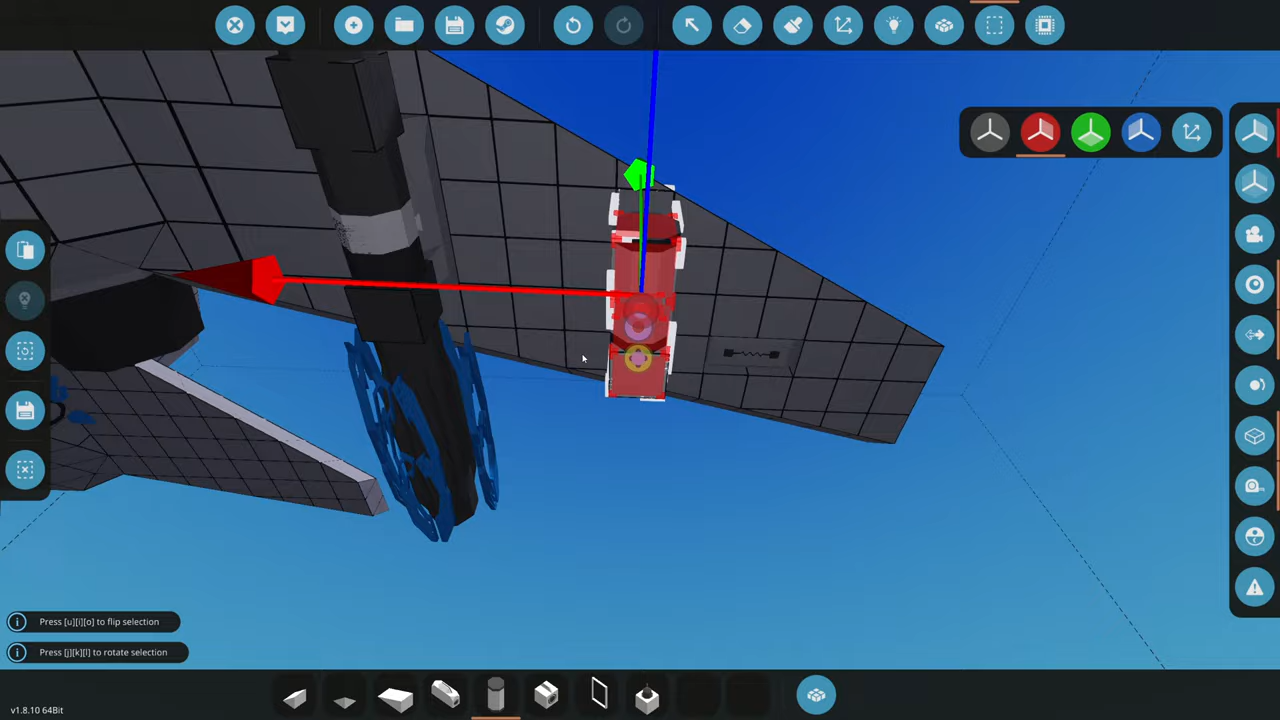 Press [u][i][o] to flip selection
Press [j][k][l] to rotate selection
v1.8.10 64Bit